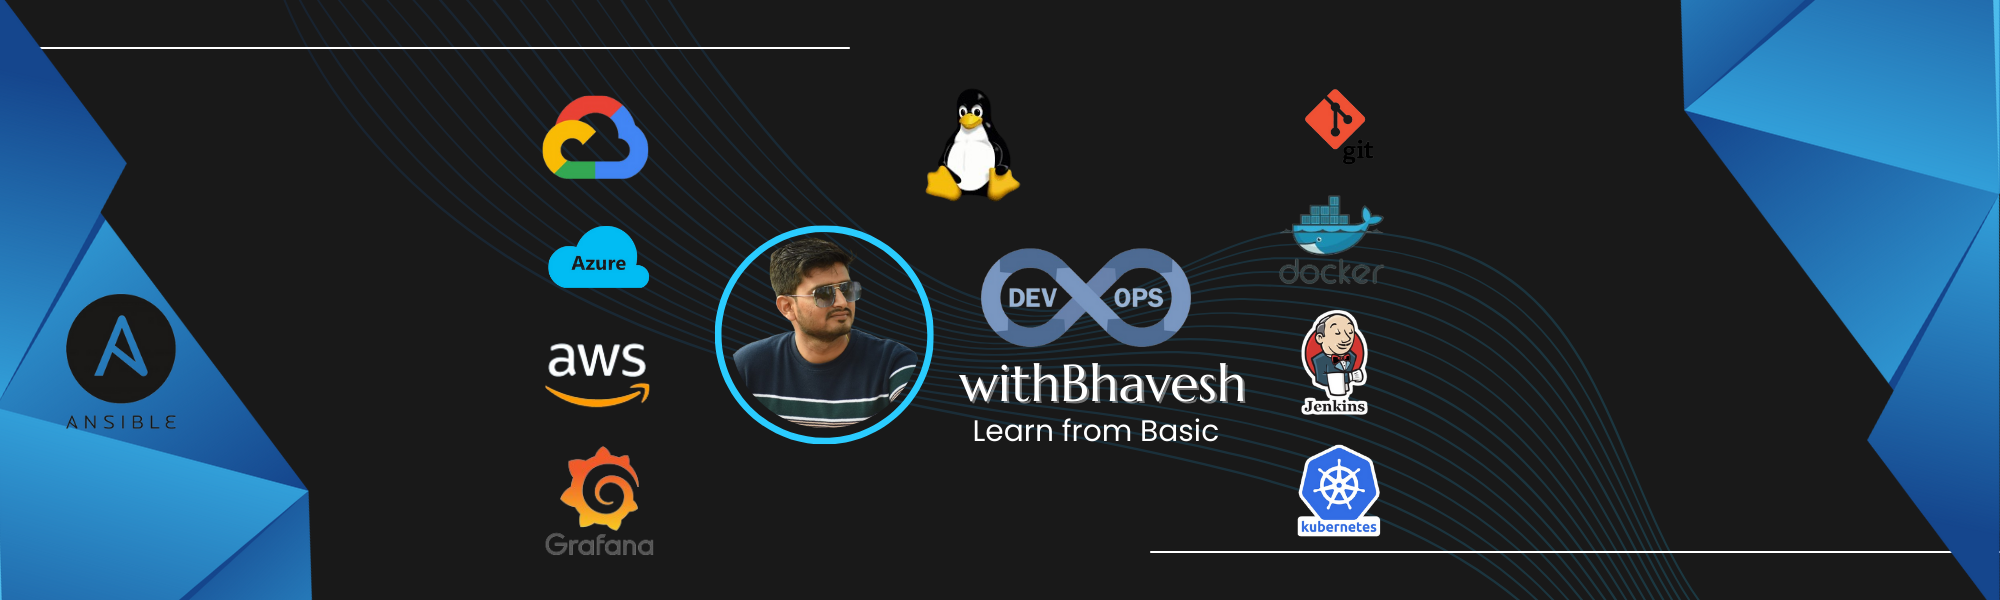 git
Azure
docker
DEV OPS
aws
withBhavesh
Jenkins
ANSIBLE
Learn from Basic
kubernetes
Grafana